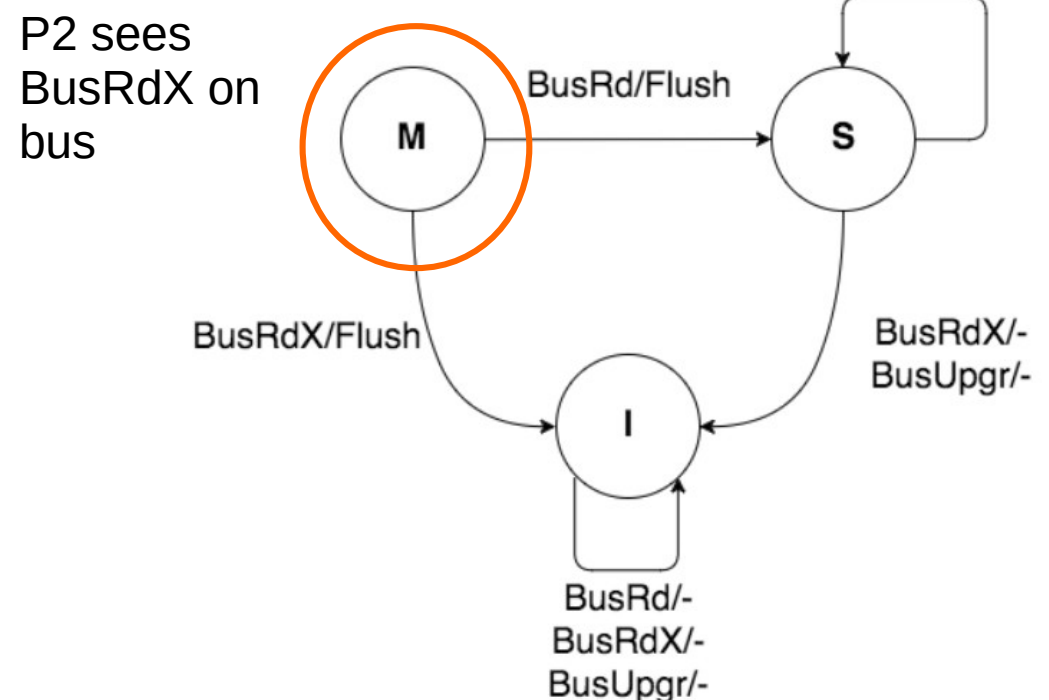 P2 sees
BusRdX on
bus
BusRd/Flush
M
S
BusRdX/Flush
BusRdX/-
BusUpgr/-
I
BusRd/-
BusRdX/-
BusUpgr/-